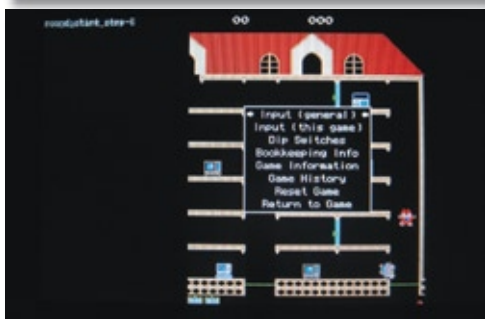 00 000
Input (general)
Input (this game)
Dip Switches
Bookkeeping Info
Game Information
Game History
Reset Game
Return to Game